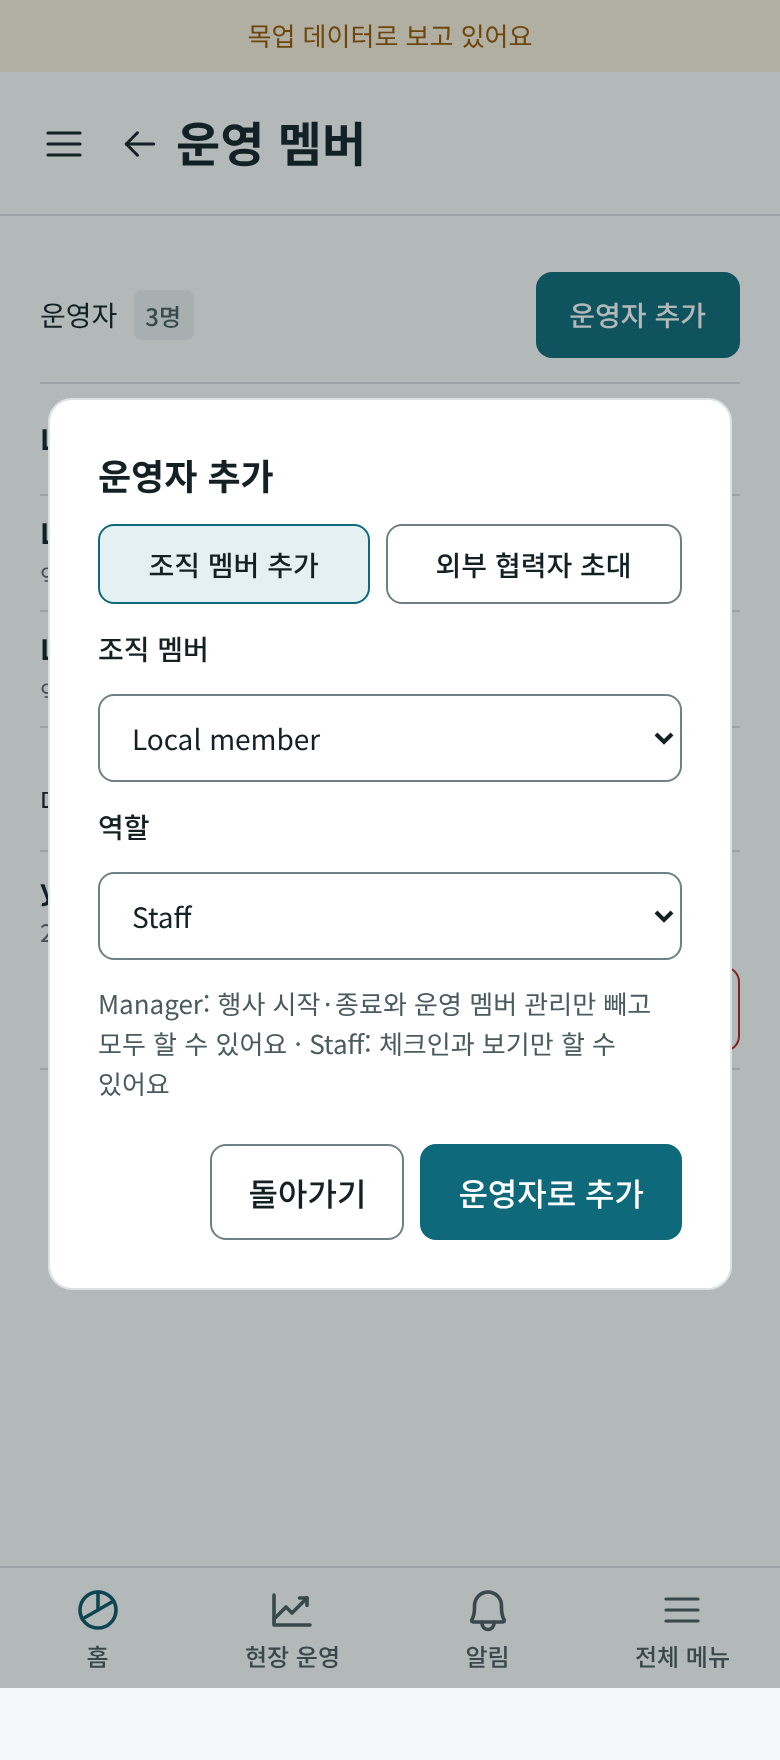 목업 데이터로 보고 있어요
운영 멤버
운영자 3명
운영자 추가
운영자 추가
조직 멤버 추가
외부 협력자 초대
조직 멤버
Local member
역할
Staff
Manager: 행사 시작·종료와 운영 멤버 관리만 빼고
모두 할 수 있어요 · Staff: 체크인과 보기만 할 수
있어요
돌아가기
운영자로 추가
홈
현장 운영
알림
전체 메뉴